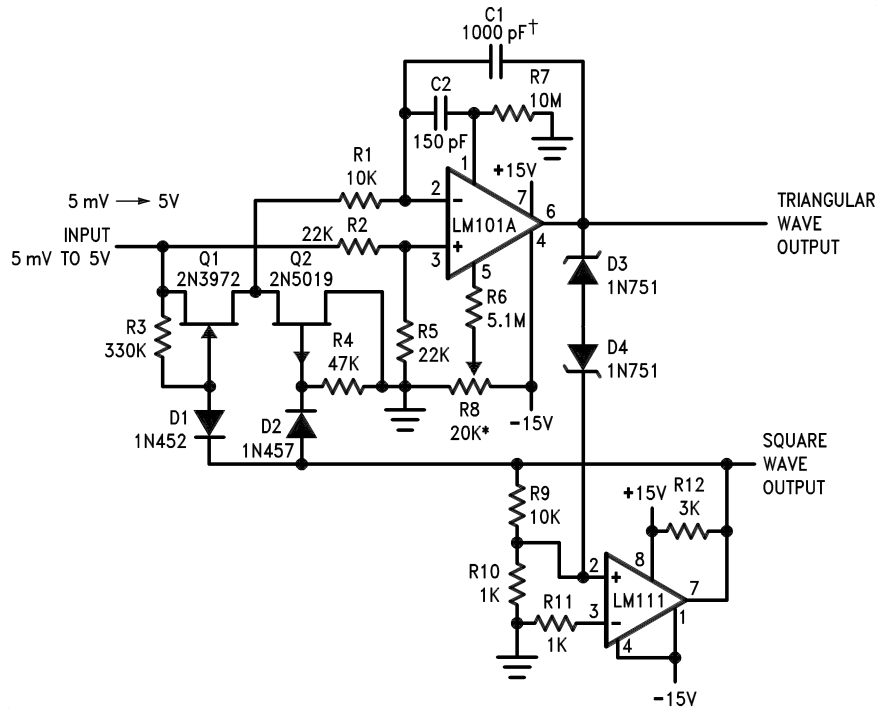 C1
1000 pF†
R7
10M
C2
150 pF
R1
10K
1
+15V
7
2
−
LM101A
6
5 mV → 5V
TRIANGULAR
WAVE
OUTPUT
INPUT
5 mV TO 5V
22K
R2
+
3
4
5
Q1
2N3972
Q2
2N5019
R6
5.1M
D3
1N751
R3
330K
R4
47K
R5
22K
D4
1N751
R8
20K*
−15V
D1
1N452
D2
1N457
SQUARE
WAVE
OUTPUT
R9
10K
+15V
R12
3K
8
2
+
R10
1K
LM111
7
R11
1K
3
−
1
4
−15V